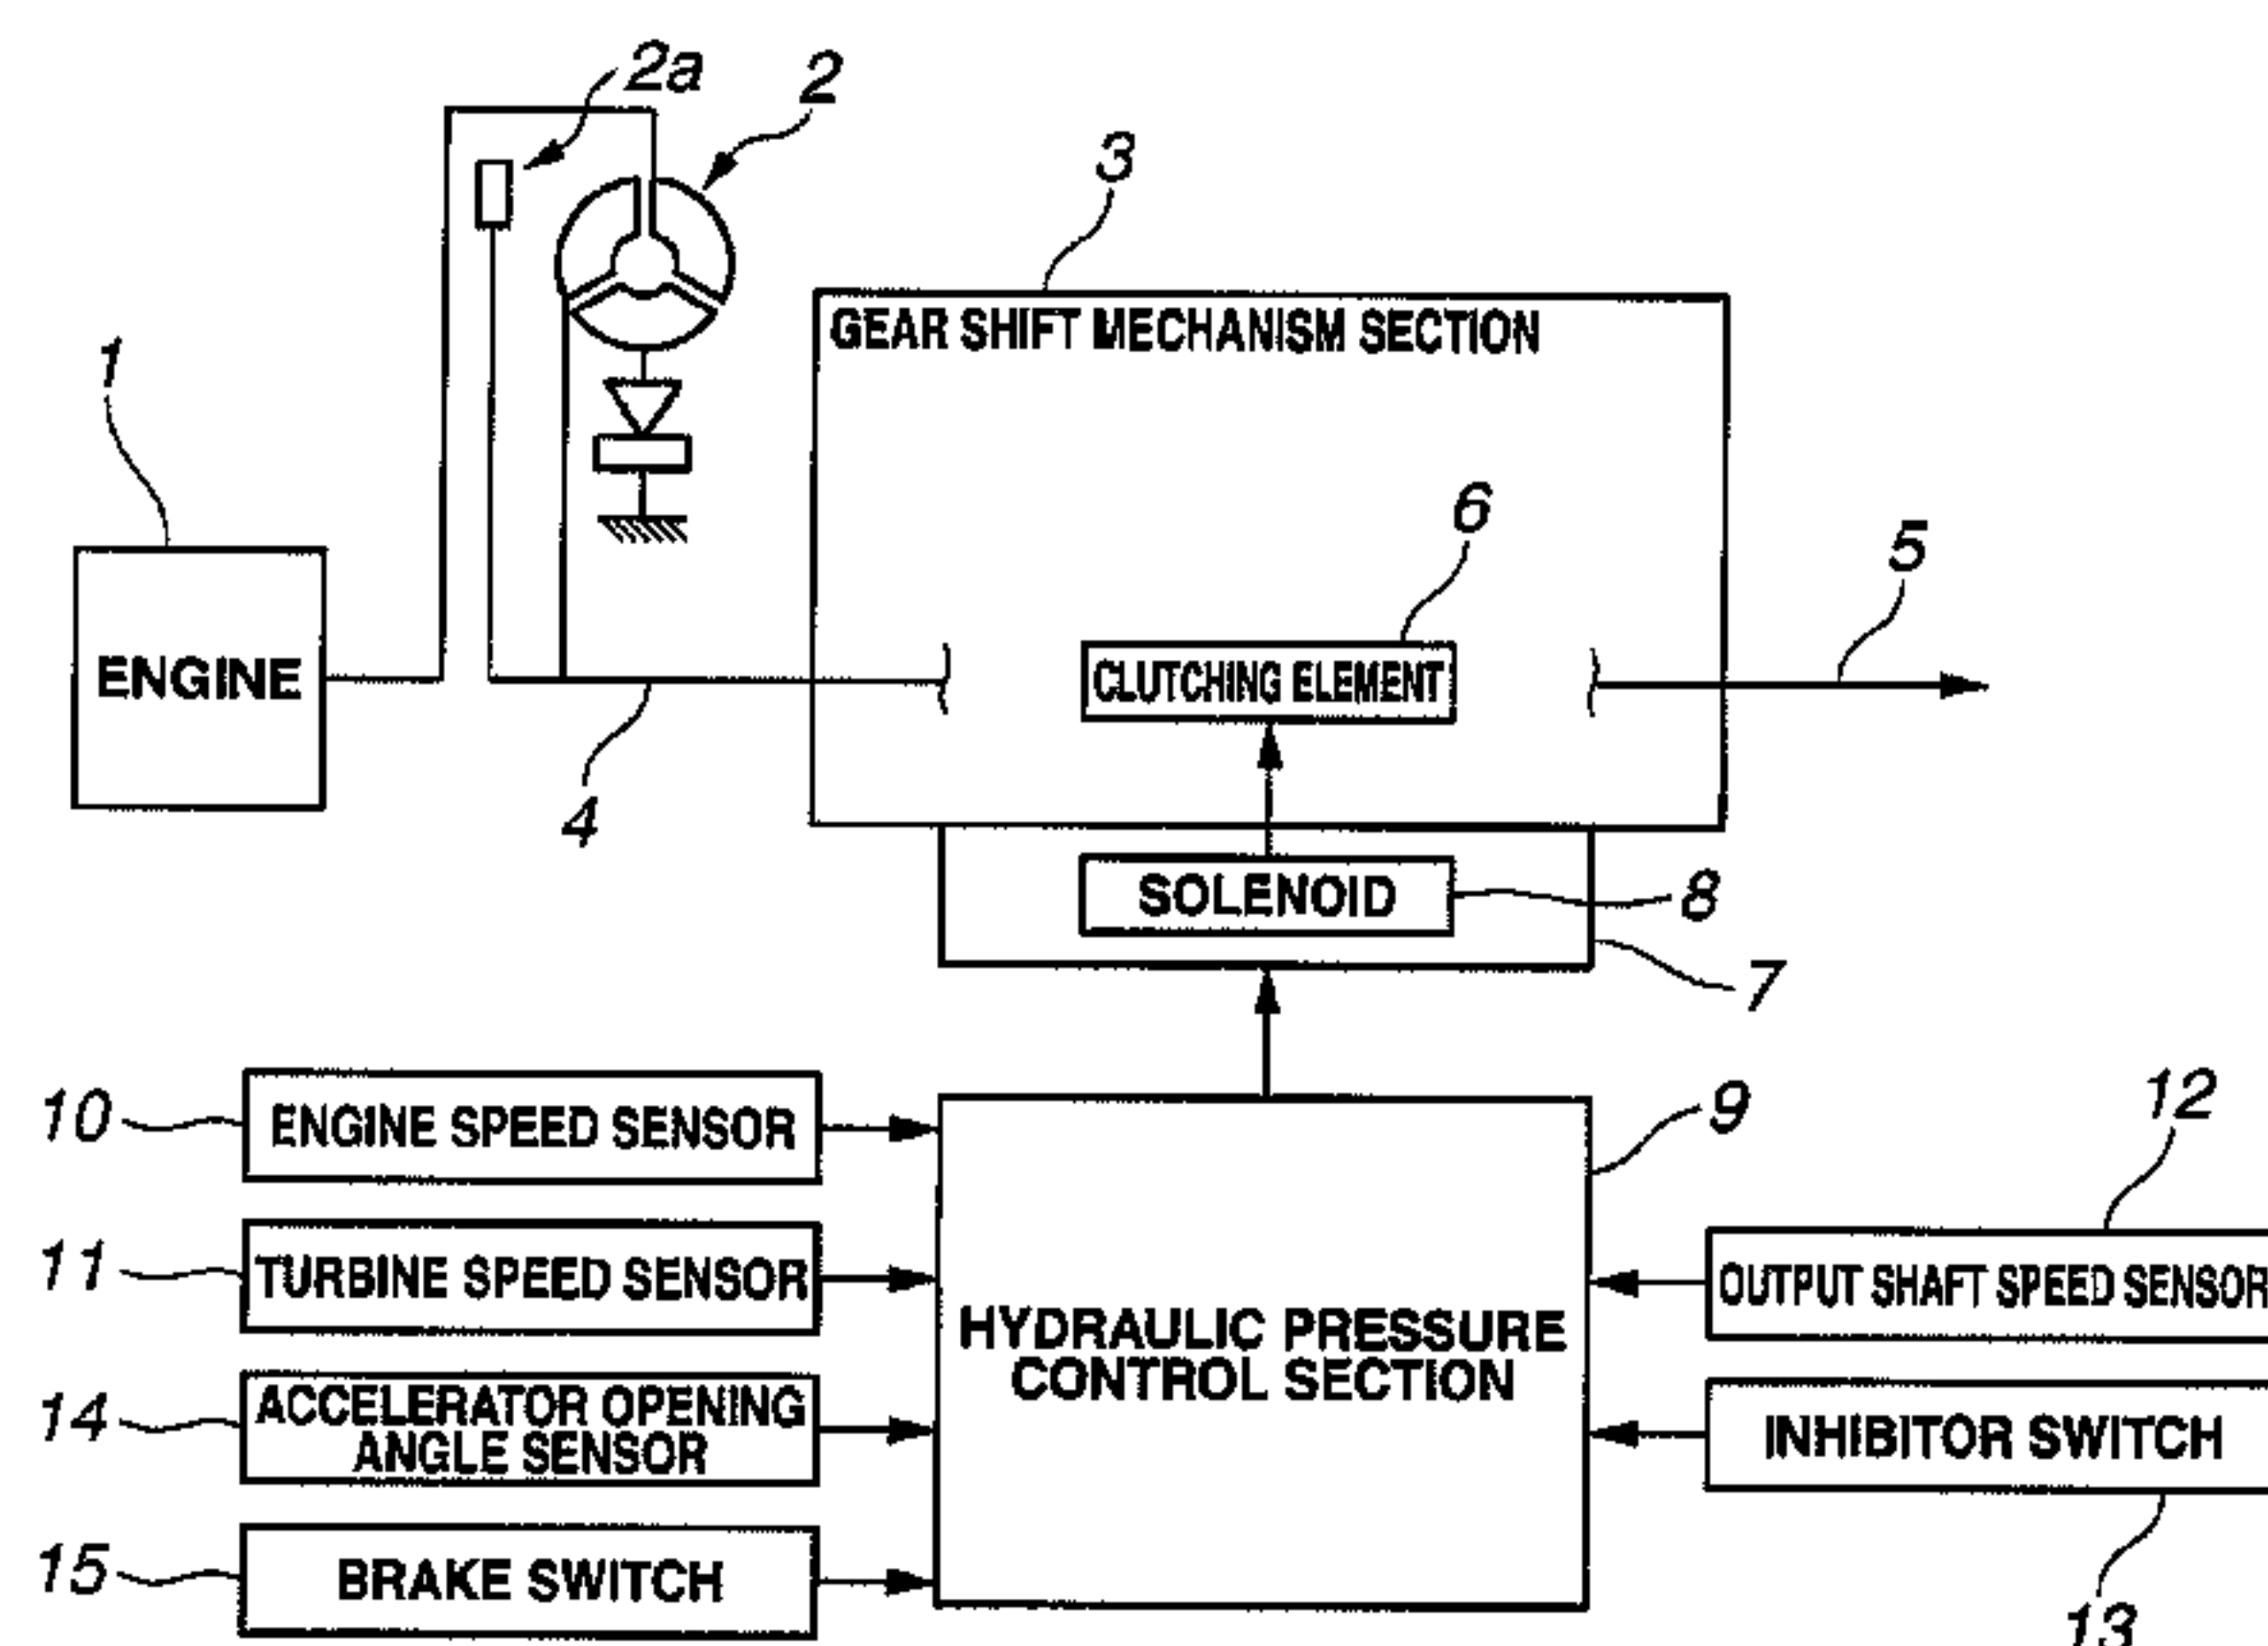 2a
2
3
GEAR SHIFT MECHANISM SECTION
1
6
5
ENGINE
CLUTCHING ELEMENT
4
SOLENOID
8
7
10
ENGINE SPEED SENSOR
9
12
11
TURBINE SPEED SENSOR
OUTPUT SHAFT SPEED SENSOR
HYDRAULIC PRESSURE
CONTROL SECTION
14
ACCELERATOR OPENING
ANGLE SENSOR
INHIBITOR SWITCH
15
BRAKE SWITCH
13